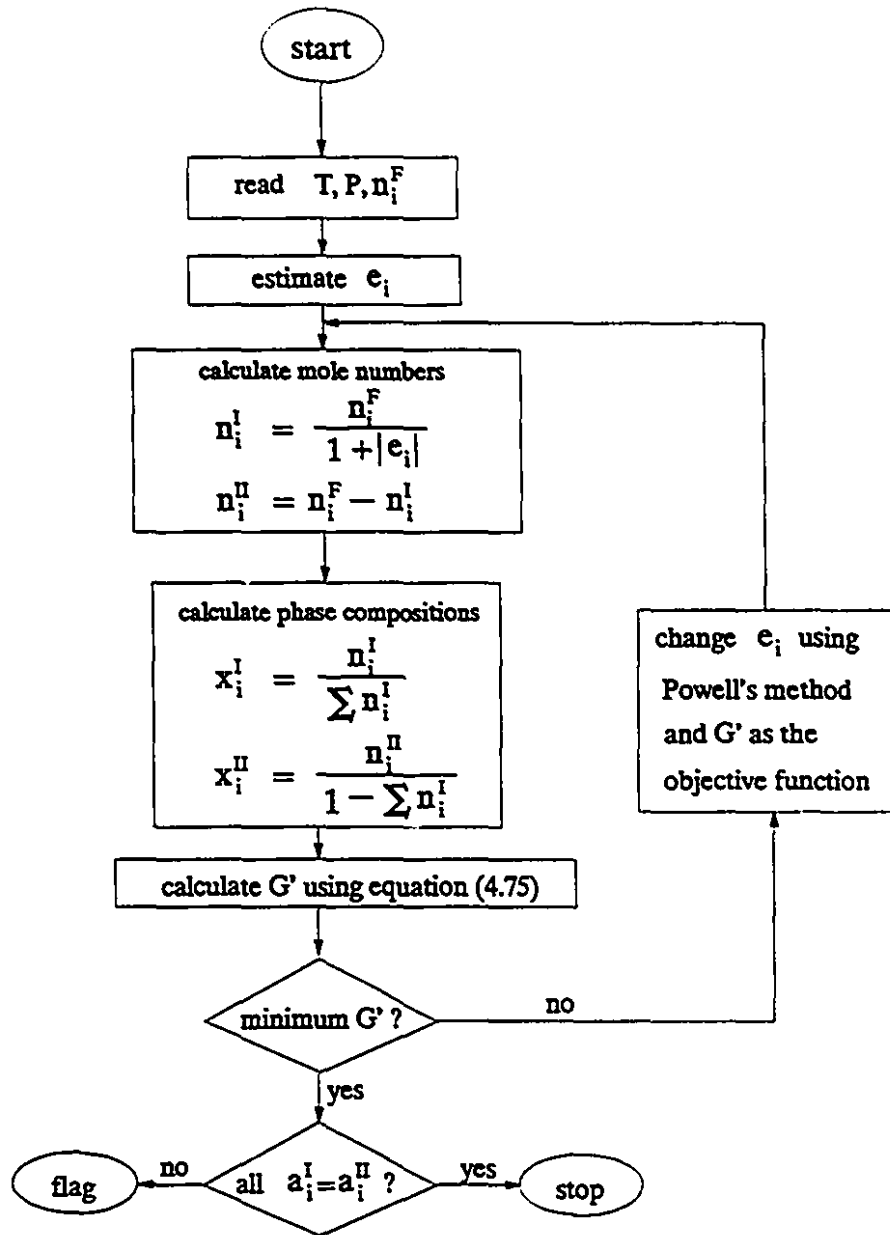 start
read T, P, n_i^F
estimate e_i
calculate mole numbers
n_i^I = n_i^F / (1 + |e_i|)
n_i^II = n_i^F − n_i^I
calculate phase compositions
x_i^I = n_i^I / ∑ n_i^I
x_i^II = n_i^II / (1 − ∑ n_i^I)
change e_i using
Powell's method
and G' as the
objective function
calculate G' using equation (4.75)
minimum G' ?
no
yes
all a_i^I = a_i^II ?
no
flag
yes
stop